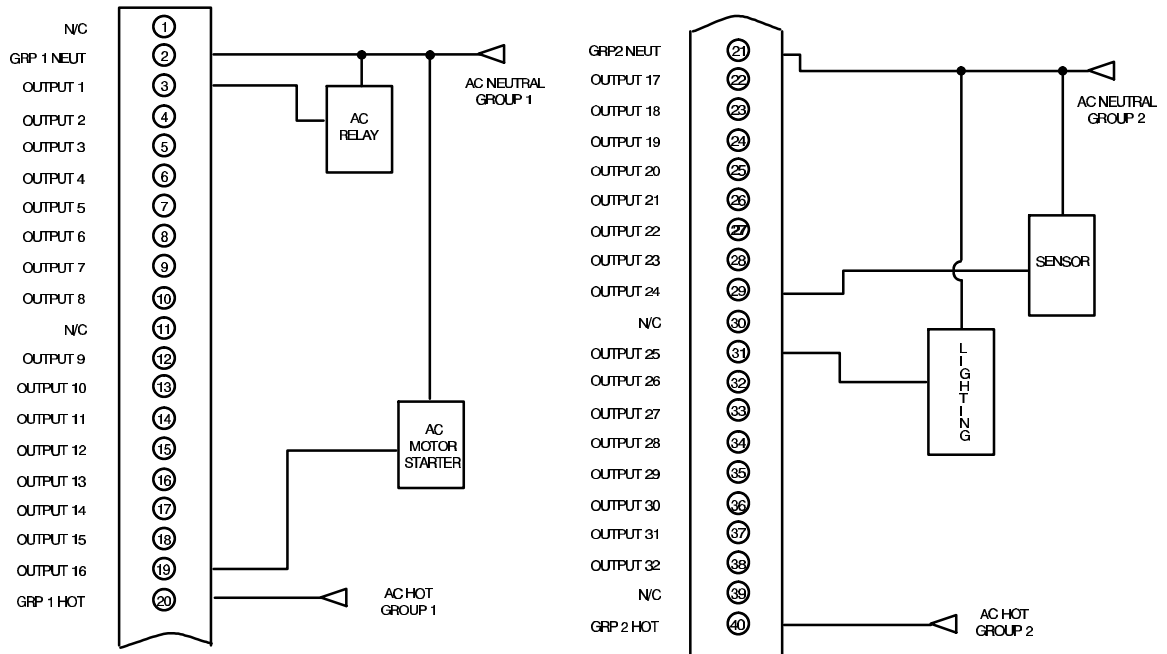 N/C 1
GRP 1 NEUT 2
OUTPUT 1 3
OUTPUT 2 4
OUTPUT 3 5
OUTPUT 4 6
OUTPUT 5 7
OUTPUT 6 8
OUTPUT 7 9
OUTPUT 8 10
N/C 11
OUTPUT 9 12
OUTPUT 10 13
OUTPUT 11 14
OUTPUT 12 15
OUTPUT 13 16
OUTPUT 14 17
OUTPUT 15 18
OUTPUT 16 19
GRP 1 HOT 20
AC NEUTRAL
GROUP 1
AC
RELAY
AC
MOTOR
STARTER
AC HOT
GROUP 1
GRP2 NEUT 21
OUTPUT 17 22
OUTPUT 18 23
OUTPUT 19 24
OUTPUT 20 25
OUTPUT 21 26
OUTPUT 22 27
OUTPUT 23 28
OUTPUT 24 29
N/C 30
OUTPUT 25 31
OUTPUT 26 32
OUTPUT 27 33
OUTPUT 28 34
OUTPUT 29 35
OUTPUT 30 36
OUTPUT 31 37
OUTPUT 32 38
N/C 39
GRP 2 HOT 40
AC NEUTRAL
GROUP 2
SENSOR
LIGHTING
AC HOT
GROUP 2